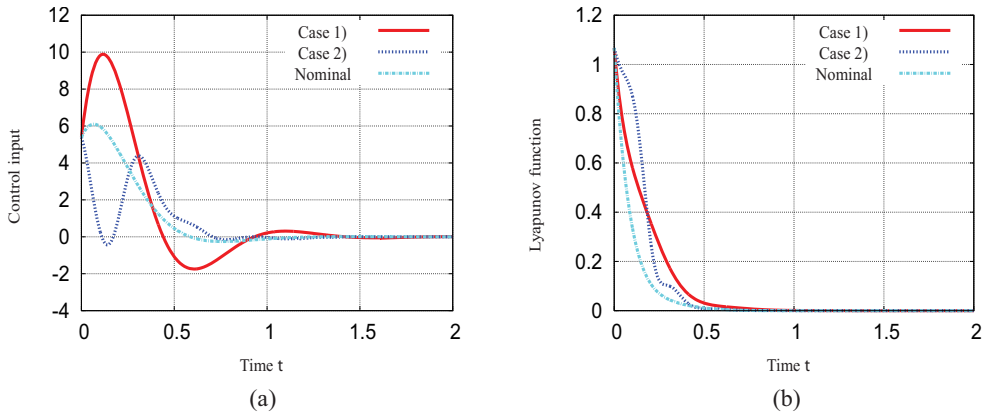 Case 1)
Case 2)
Nominal
12
10
8
6
4
2
0
-2
-4
0
0.5
1
1.5
2
Control input
Time t
(a)
Case 1)
Case 2)
Nominal
1.2
1
0.8
0.6
0.4
0.2
0
0
0.5
1
1.5
2
Lyapunov function
Time t
(b)